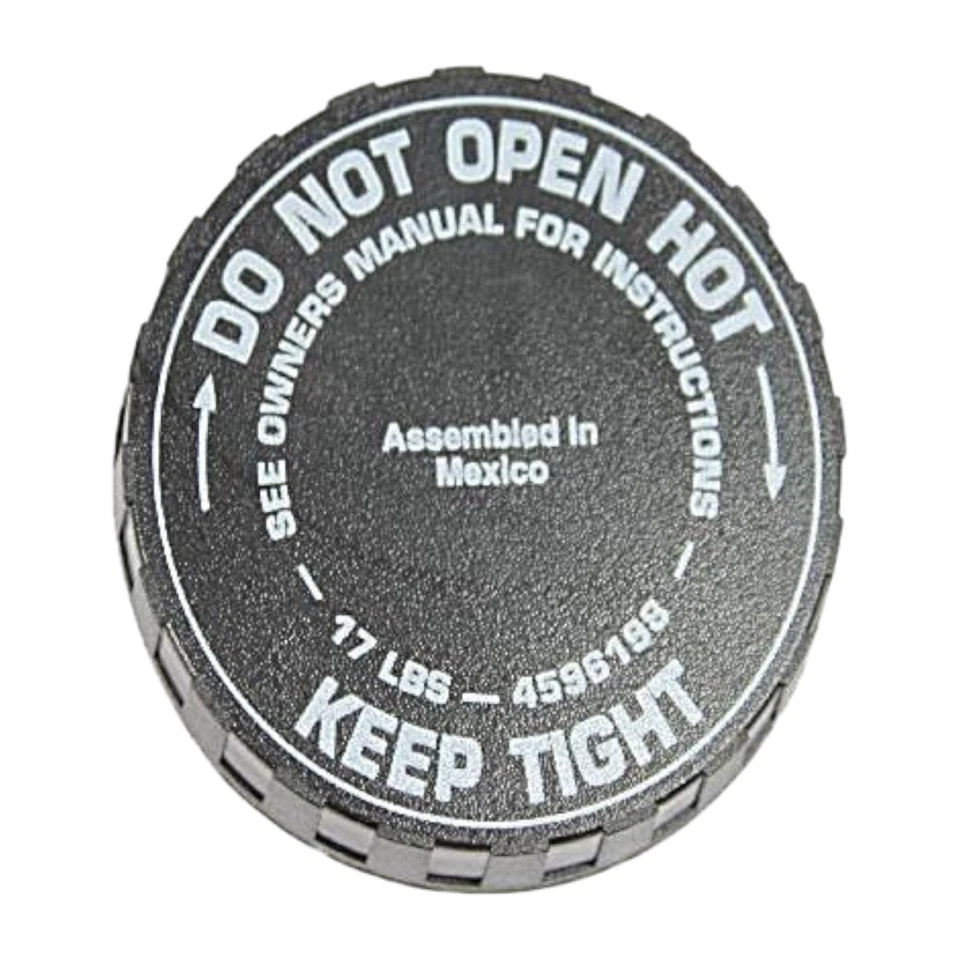 DO NOT OPEN HOT
SEE OWNERS MANUAL FOR INSTRUCTIONS
Assembled in
Mexico
17 LBS — 4596198
KEEP TIGHT